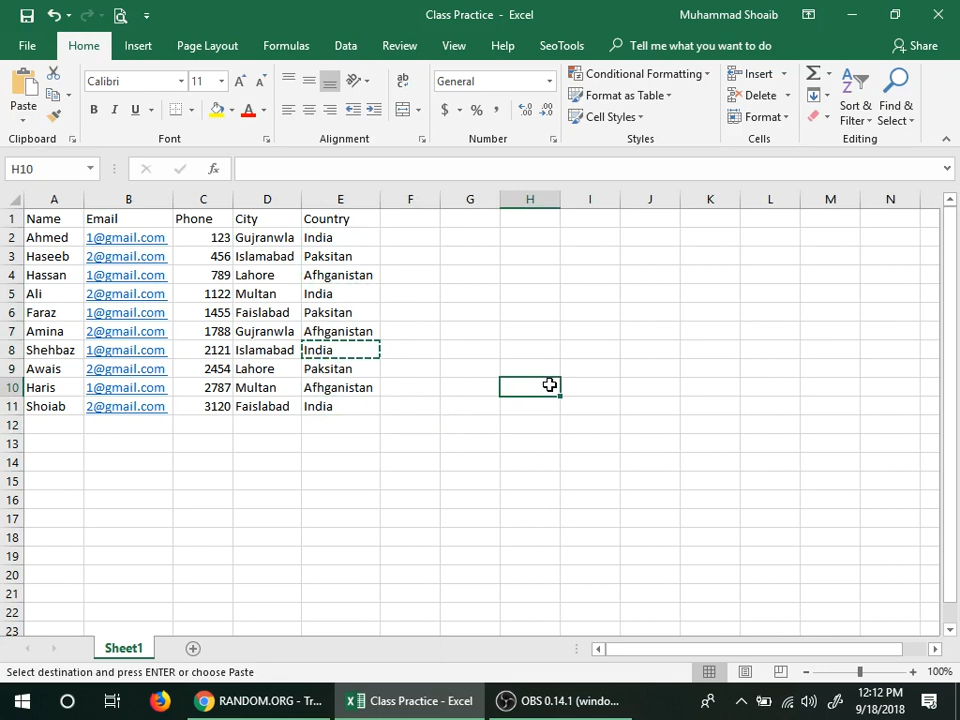 Class Practice - Excel
Muhammad Shoaib
File Home Insert Page Layout Formulas Data Review View Help SeoTools Tell me what you want to do Share
Calibri 11 General Conditional Formatting Insert
Paste Format as Table Delete Sort & Find &
B I U A $ % , Cell Styles Format Filter Select
Clipboard Font Alignment Number Styles Cells Editing
H10 fx
A B C D E F G H I J K L M N
1 Name Email Phone City Country
2 Ahmed 1@gmail.com 123 Gujranwla India
3 Haseeb 2@gmail.com 456 Islamabad Paksitan
4 Hassan 1@gmail.com 789 Lahore Afhganistan
5 Ali 2@gmail.com 1122 Multan India
6 Faraz 1@gmail.com 1455 Faislabad Paksitan
7 Amina 2@gmail.com 1788 Gujranwla Afhganistan
8 Shehbaz 1@gmail.com 2121 Islamabad India
9 Awais 2@gmail.com 2454 Lahore Paksitan
10 Haris 1@gmail.com 2787 Multan Afhganistan
11 Shoiab 2@gmail.com 3120 Faislabad India
12
13
14
15
16
17
18
19
20
21
22
23
Sheet1
Select destination and press ENTER or choose Paste 100%
RANDOM.ORG - Tr... Class Practice - Excel OBS 0.14.1 (windo... 12:12 PM
9/18/2018